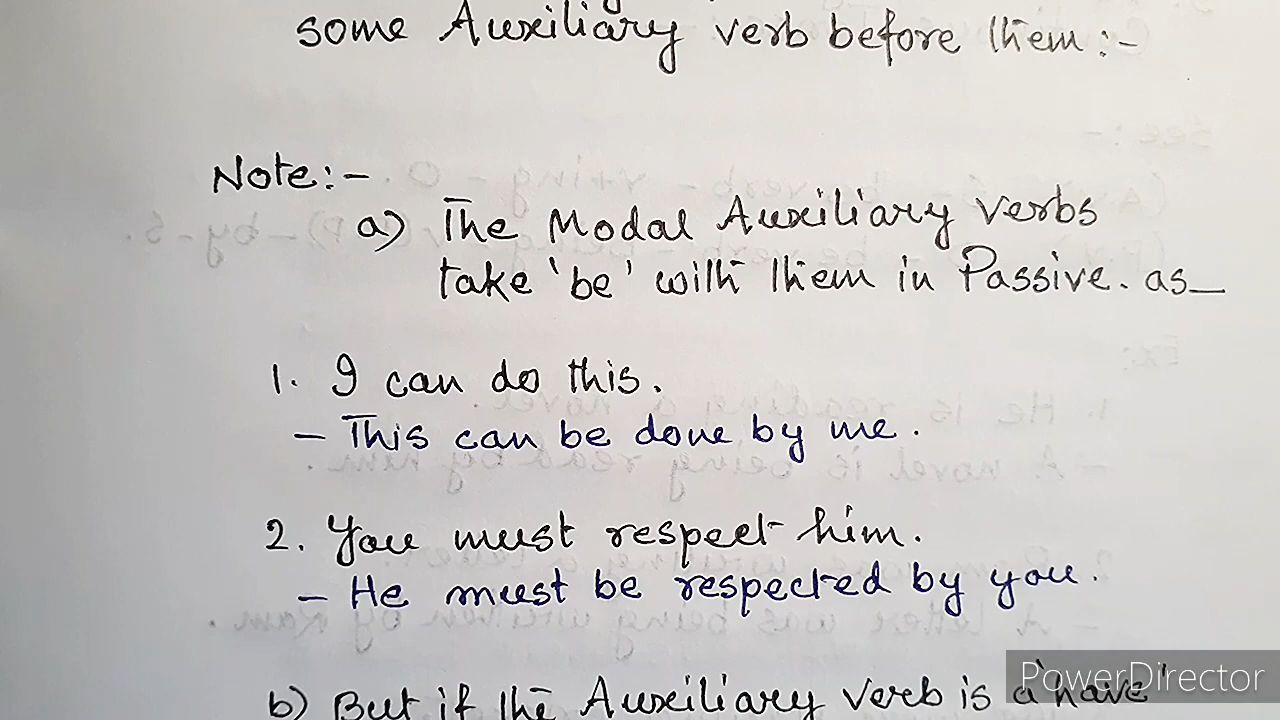 some Auxiliary verb before them:-
Note:-
a) The Modal Auxiliary verbs
take 'be' with them in Passive. as_
1. I can do this.
- This can be done by me.
2. You must respect him.
- He must be respected by you.
b) But if the Auxiliary verb is a 'have'
PowerDirector